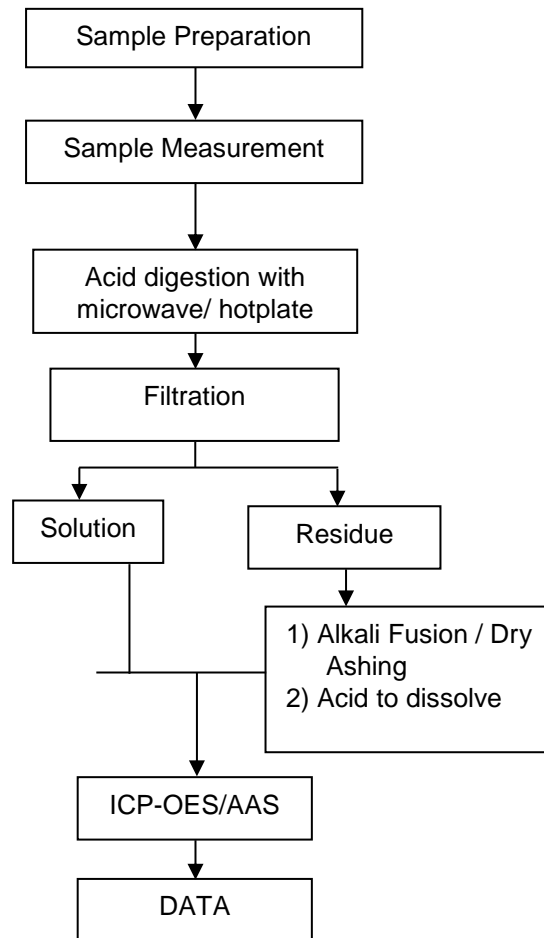 Sample Preparation
Sample Measurement
Acid digestion with
microwave/ hotplate
Filtration
Solution
Residue
1) Alkali Fusion / Dry
Ashing
2) Acid to dissolve
ICP-OES/AAS
DATA